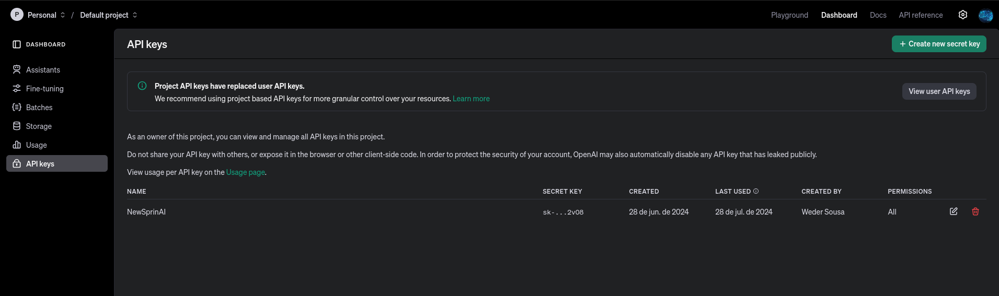 P Personal / Default project Playground Dashboard Docs API reference
DASHBOARD
Assistants
Fine-tuning
Batches
Storage
Usage
API keys
API keys + Create new secret key
Project API keys have replaced user API keys.
We recommend using project based API keys for more granular control over your resources. Learn more
View user API keys
As an owner of this project, you can view and manage all API keys in this project.
Do not share your API key with others, or expose it in the browser or other client-side code. In order to protect the security of your account, OpenAI may also automatically disable any API key that has leaked publicly.
View usage per API key on the Usage page.
NAME SECRET KEY CREATED LAST USED CREATED BY PERMISSIONS
NewSprinAI sk-...2v08 28 de jun. de 2024 28 de jul. de 2024 Weder Sousa All